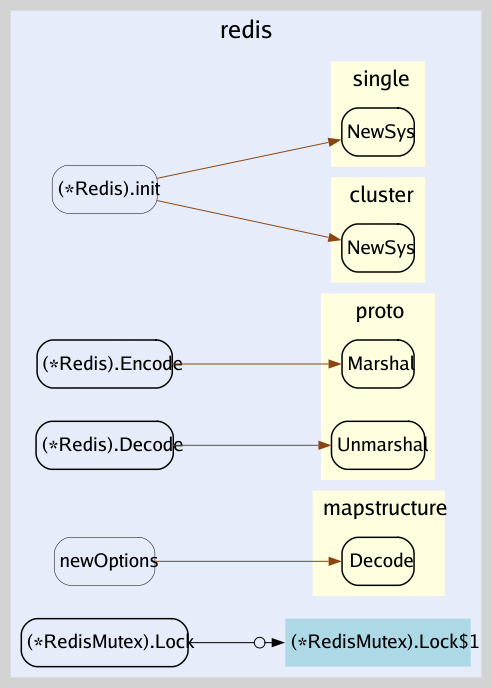 redis
single
NewSys
(*Redis).init
cluster
NewSys
proto
(*Redis).Encode
Marshal
(*Redis).Decode
Unmarshal
mapstructure
newOptions
Decode
(*RedisMutex).Lock
(*RedisMutex).Lock$1